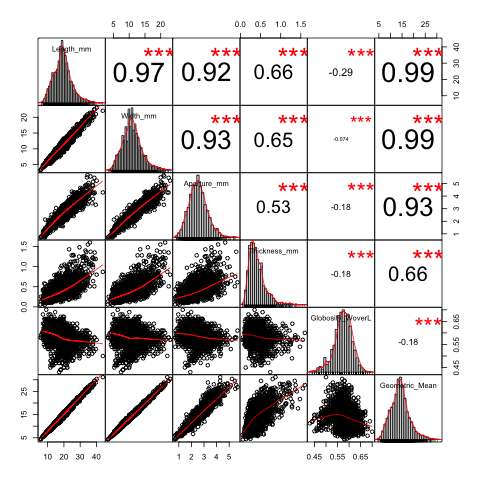 5 10 15 20
0.0 0.5 1.0 1.5
5 15 25
Length_mm
***
0.97
***
0.92
***
0.66
***
-0.29
***
0.99
10 20 30 40
5 10 15 20
Width_mm
***
0.93
***
0.65
***
-0.074
***
0.99
Aperture_mm
***
0.53
***
-0.18
***
0.93
1 2 3 4 5
0.0 0.5 1.0 1.5
Thickness_mm
***
-0.18
***
0.66
Globosity_WoverL
***
-0.18
0.45 0.55 0.65
5 15 25
Geometric_Mean
10 20 30 40
1 2 3 4 5
0.45 0.55 0.65